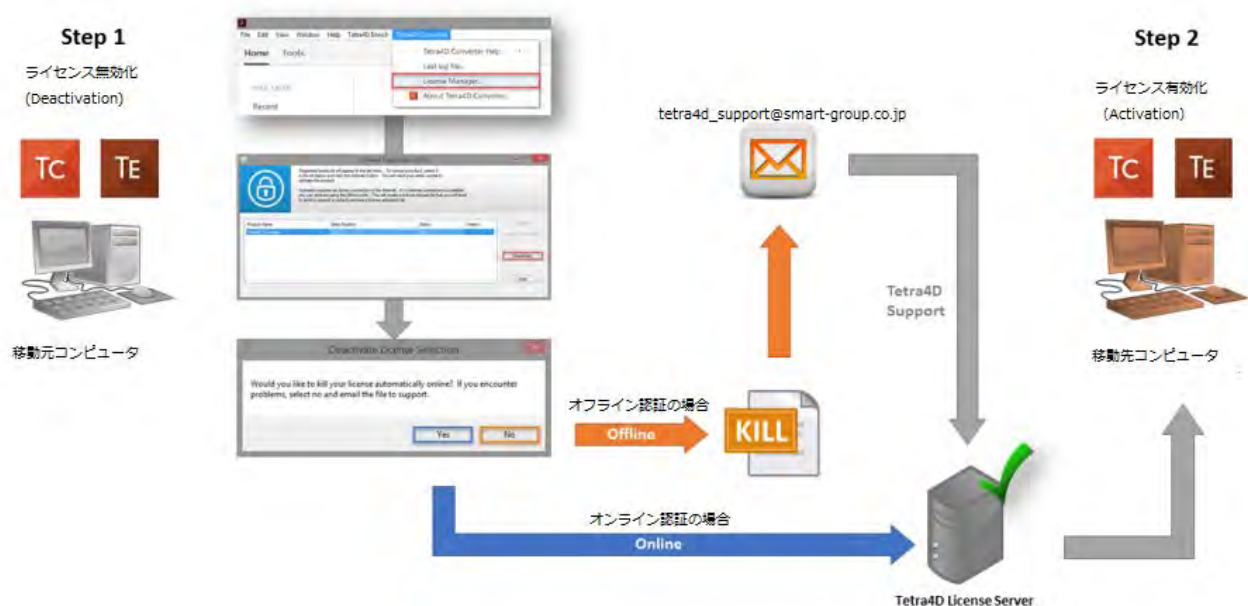 Step 1
ライセンス無効化
(Deactivation)
TC
TE
移動元コンピュータ
File Edit View Window Help Tetra4D Enrich Tetra4D Converter
Home Tools
Recent
Tetra4D Converter Help
Last log file...
License Manager...
About Tetra4D Converter...
Deactivate License Selection
Would you like to kill your license automatically online? If you encounter
problems, select no and email the file to support.
Yes
No
オフライン認証の場合
Offline
KILL
tetra4d_support@smart-group.co.jp
オンライン認証の場合
Online
Tetra4D
Support
Tetra4D License Server
Step 2
ライセンス有効化
(Activation)
TC
TE
移動先コンピュータ